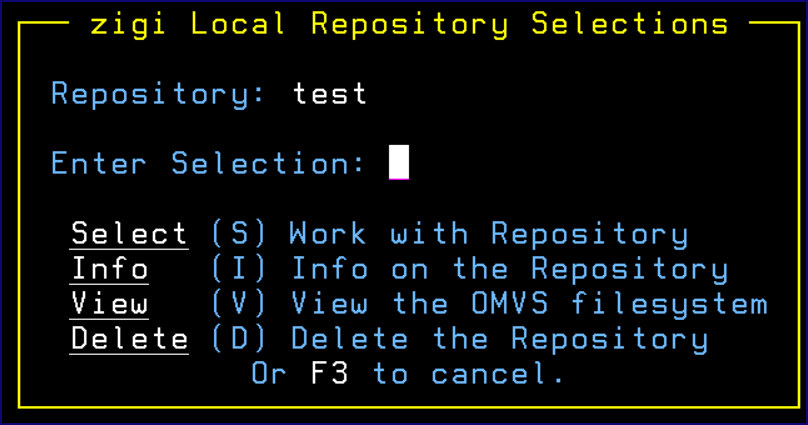 zigi Local Repository Selections
Repository: test
Enter Selection:
Select (S) Work with Repository
Info (I) Info on the Repository
View (V) View the OMVS filesystem
Delete (D) Delete the Repository
Or F3 to cancel.